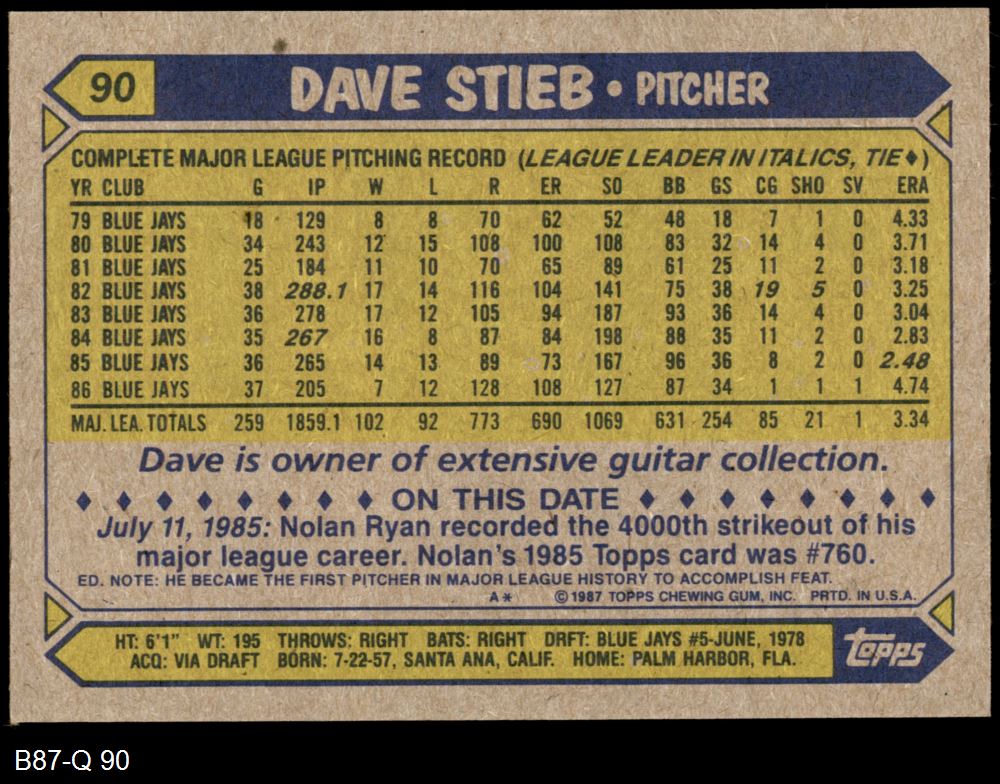 90 DAVE STIEB • PITCHER
COMPLETE MAJOR LEAGUE PITCHING RECORD (LEAGUE LEADER IN ITALICS, TIE♦)
YR CLUB G IP W L R ER SO BB GS CG SHO SV ERA
79 BLUE JAYS 18 129 8 8 70 62 52 48 18 7 1 0 4.33
80 BLUE JAYS 34 243 12 15 108 100 108 83 32 14 4 0 3.71
81 BLUE JAYS 25 184 11 10 70 65 89 61 25 11 2 0 3.18
82 BLUE JAYS 38 288.1 17 14 116 104 141 75 38 19 5 0 3.25
83 BLUE JAYS 36 278 17 12 105 94 187 93 36 14 4 0 3.04
84 BLUE JAYS 35 267 16 8 87 84 198 88 35 11 2 0 2.83
85 BLUE JAYS 36 265 14 13 89 73 167 96 36 8 2 0 2.48
86 BLUE JAYS 37 205 7 12 128 108 127 87 34 1 1 1 4.74
MAJ. LEA. TOTALS 259 1859.1 102 92 773 690 1069 631 254 85 21 1 3.34
Dave is owner of extensive guitar collection.
♦ ♦ ♦ ♦ ♦ ♦ ♦ ♦ ON THIS DATE ♦ ♦ ♦ ♦ ♦ ♦ ♦ ♦
July 11, 1985: Nolan Ryan recorded the 4000th strikeout of his
major league career. Nolan's 1985 Topps card was #760.
ED. NOTE: HE BECAME THE FIRST PITCHER IN MAJOR LEAGUE HISTORY TO ACCOMPLISH FEAT.
A* © 1987 TOPPS CHEWING GUM, INC. PRTD. IN U.S.A.
HT: 6'1" WT: 195 THROWS: RIGHT BATS: RIGHT DRFT: BLUE JAYS #5-JUNE, 1978
ACQ: VIA DRAFT BORN: 7-22-57, SANTA ANA, CALIF. HOME: PALM HARBOR, FLA.
topps
B87-Q 90